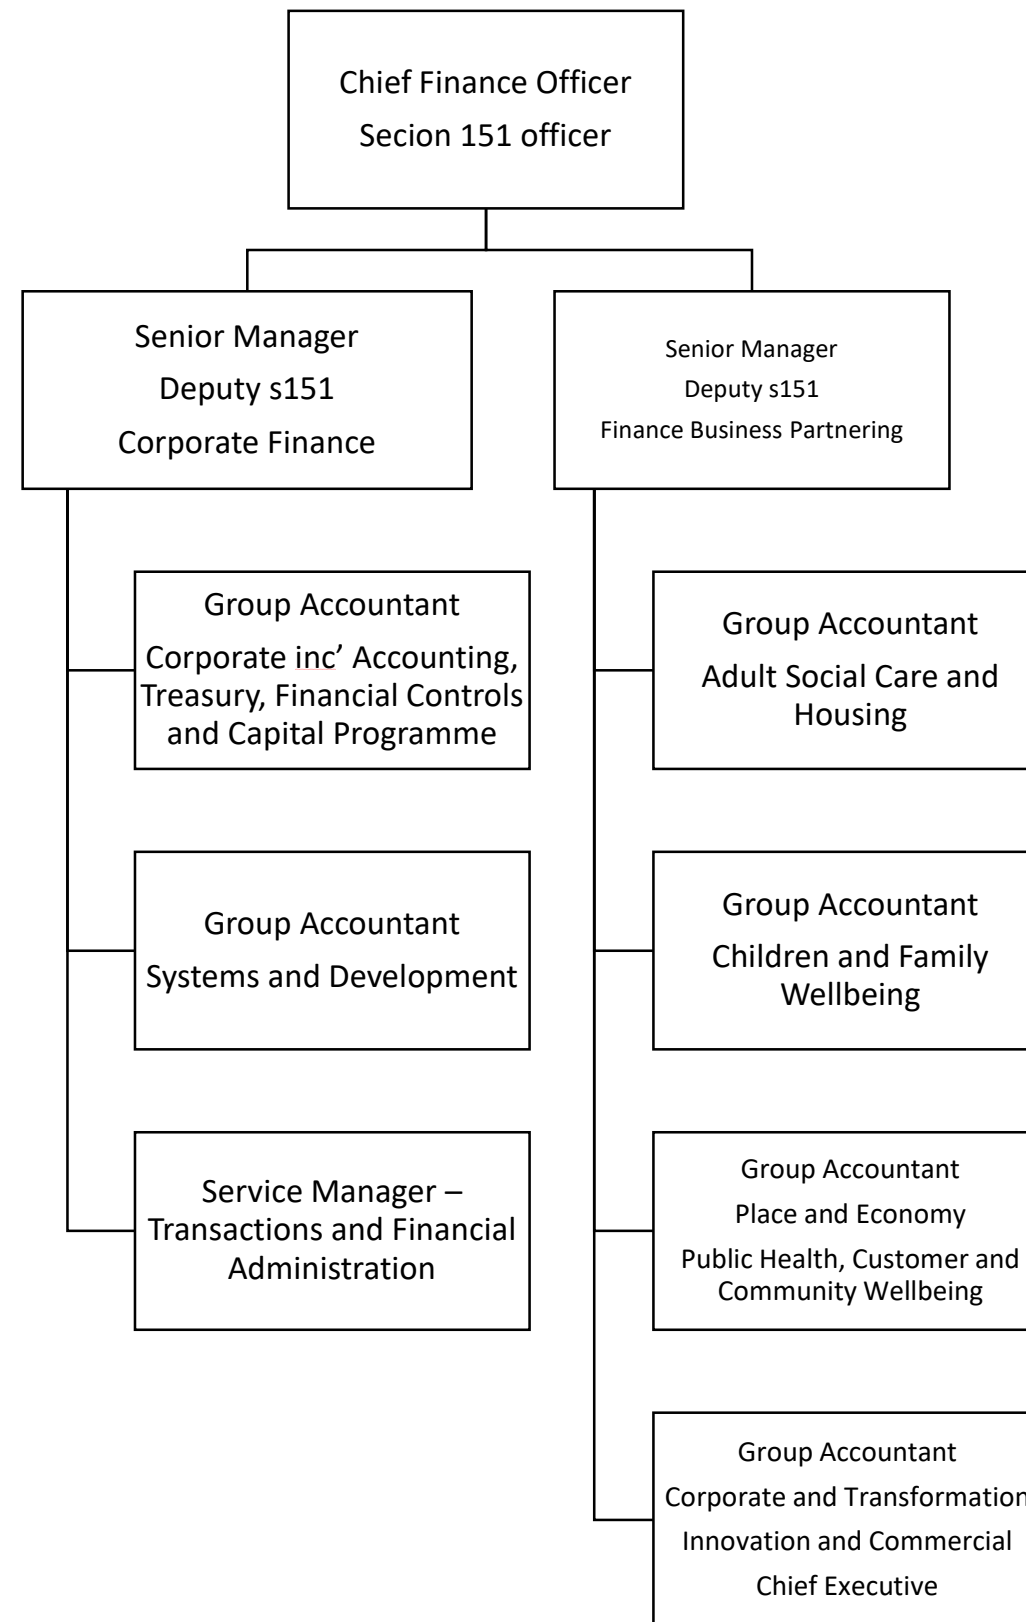 Chief Finance Officer
Secion 151 officer
Senior Manager
Deputy s151
Corporate Finance
Senior Manager
Deputy s151
Finance Business Partnering
Group Accountant
Corporate inc’ Accounting,
Treasury, Financial Controls
and Capital Programme
Group Accountant
Systems and Development
Service Manager –
Transactions and Financial
Administration
Group Accountant
Adult Social Care and
Housing
Group Accountant
Children and Family
Wellbeing
Group Accountant
Place and Economy
Public Health, Customer and
Community Wellbeing
Group Accountant
Corporate and Transformation
Innovation and Commercial
Chief Executive